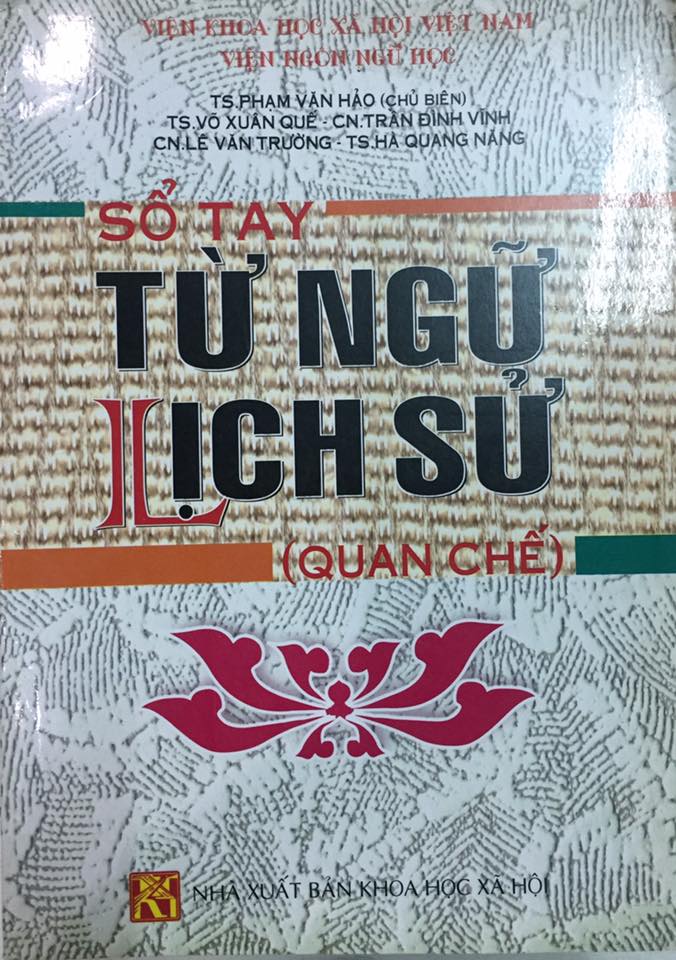 VIỆN KHOA HỌC XÃ HỘI VIỆT NAM
VIỆN NGÔN NGỮ HỌC
TS.PHẠM VĂN HẢO (CHỦ BIÊN)
TS.VÕ XUÂN QUẾ - CN.TRẦN ĐÌNH VĨNH
CN.LÊ VĂN TRƯỜNG - TS.HÀ QUANG NĂNG
SỔ TAY
TỪ NGỮ
LỊCH SỬ
(QUAN CHẾ)
NHÀ XUẤT BẢN KHOA HỌC XÃ HỘI